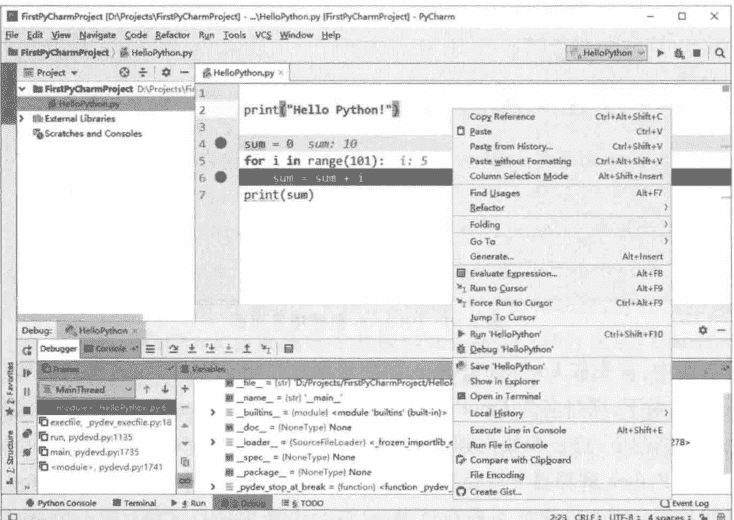 FirstPyCharmProject [D:\Projects\FirstPyCharmProject] - ...\HelloPython.py [FirstPyCharmProject] - PyCharm
File Edit View Navigate Code Refactor Run Tools VCS Window Help
FirstPyCharmProject HelloPython.py
HelloPython
Project
HelloPython.py
FirstPyCharmProject D:\Projects\Fir
HelloPython.py
External Libraries
Scratches and Consoles
1
2 print("Hello Python!")
3
4 sum = 0 sum: 10
5 for i in range(101): i: 5
6 sum = sum + i
7 print(sum)
Copy Reference Ctrl+Alt+Shift+C
Paste Ctrl+V
Paste from History... Ctrl+Shift+V
Paste without Formatting Ctrl+Alt+Shift+V
Column Selection Mode Alt+Shift+Insert
Find Usages Alt+F7
Refactor
Folding
Go To
Generate... Alt+Insert
Evaluate Expression... Alt+F8
Run to Cursor Alt+F9
Force Run to Cursor Ctrl+Alt+F9
Jump To Cursor
Run 'HelloPython' Ctrl+Shift+F10
Debug 'HelloPython'
Save 'HelloPython'
Show in Explorer
Open in Terminal
Local History
Execute Line in Console Alt+Shift+E
Run File in Console
Compare with Clipboard
File Encoding
Create Gist...
Debug: HelloPython
Debugger Console
Frames
Variables
MainThread
<module>, HelloPython.py:6
execfile, _pydev_execfile.py:18
run, pydevd.py:1135
main, pydevd.py:1735
<module>, pydevd.py:1741
__file__ = {str} 'D:/Projects/FirstPyCharmProject/Hello
__name__ = {str} '__main__'
__builtins__ = {module} <module 'builtins' (built-in)>
__doc__ = {NoneType} None
__loader__ = {SourceFileLoader} <_frozen_importlib_e
278>
__spec__ = {NoneType} None
__package__ = {NoneType} None
_pydev_stop_at_break = {function} <function _pydev_
2: Favorites
7: Structure
Python Console Terminal 4: Run 5: Debug 6: TODO
Event Log
2:23 CRLF UTF-8 4 spaces